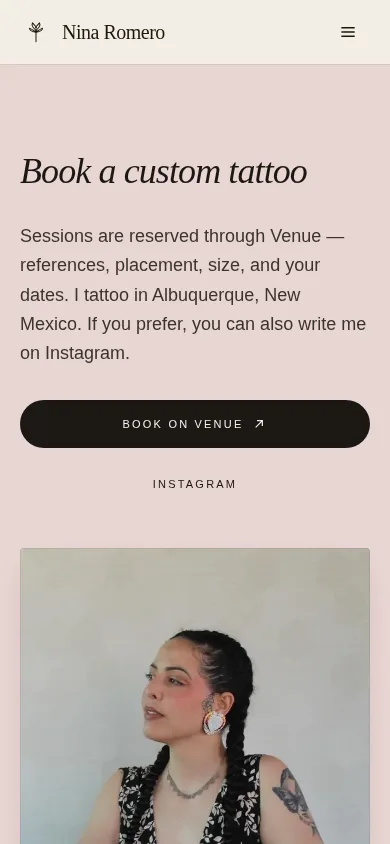 Nina Romero
Book a custom tattoo
Sessions are reserved through Venue —
references, placement, size, and your
dates. I tattoo in Albuquerque, New
Mexico. If you prefer, you can also write me
on Instagram.
BOOK ON VENUE
INSTAGRAM